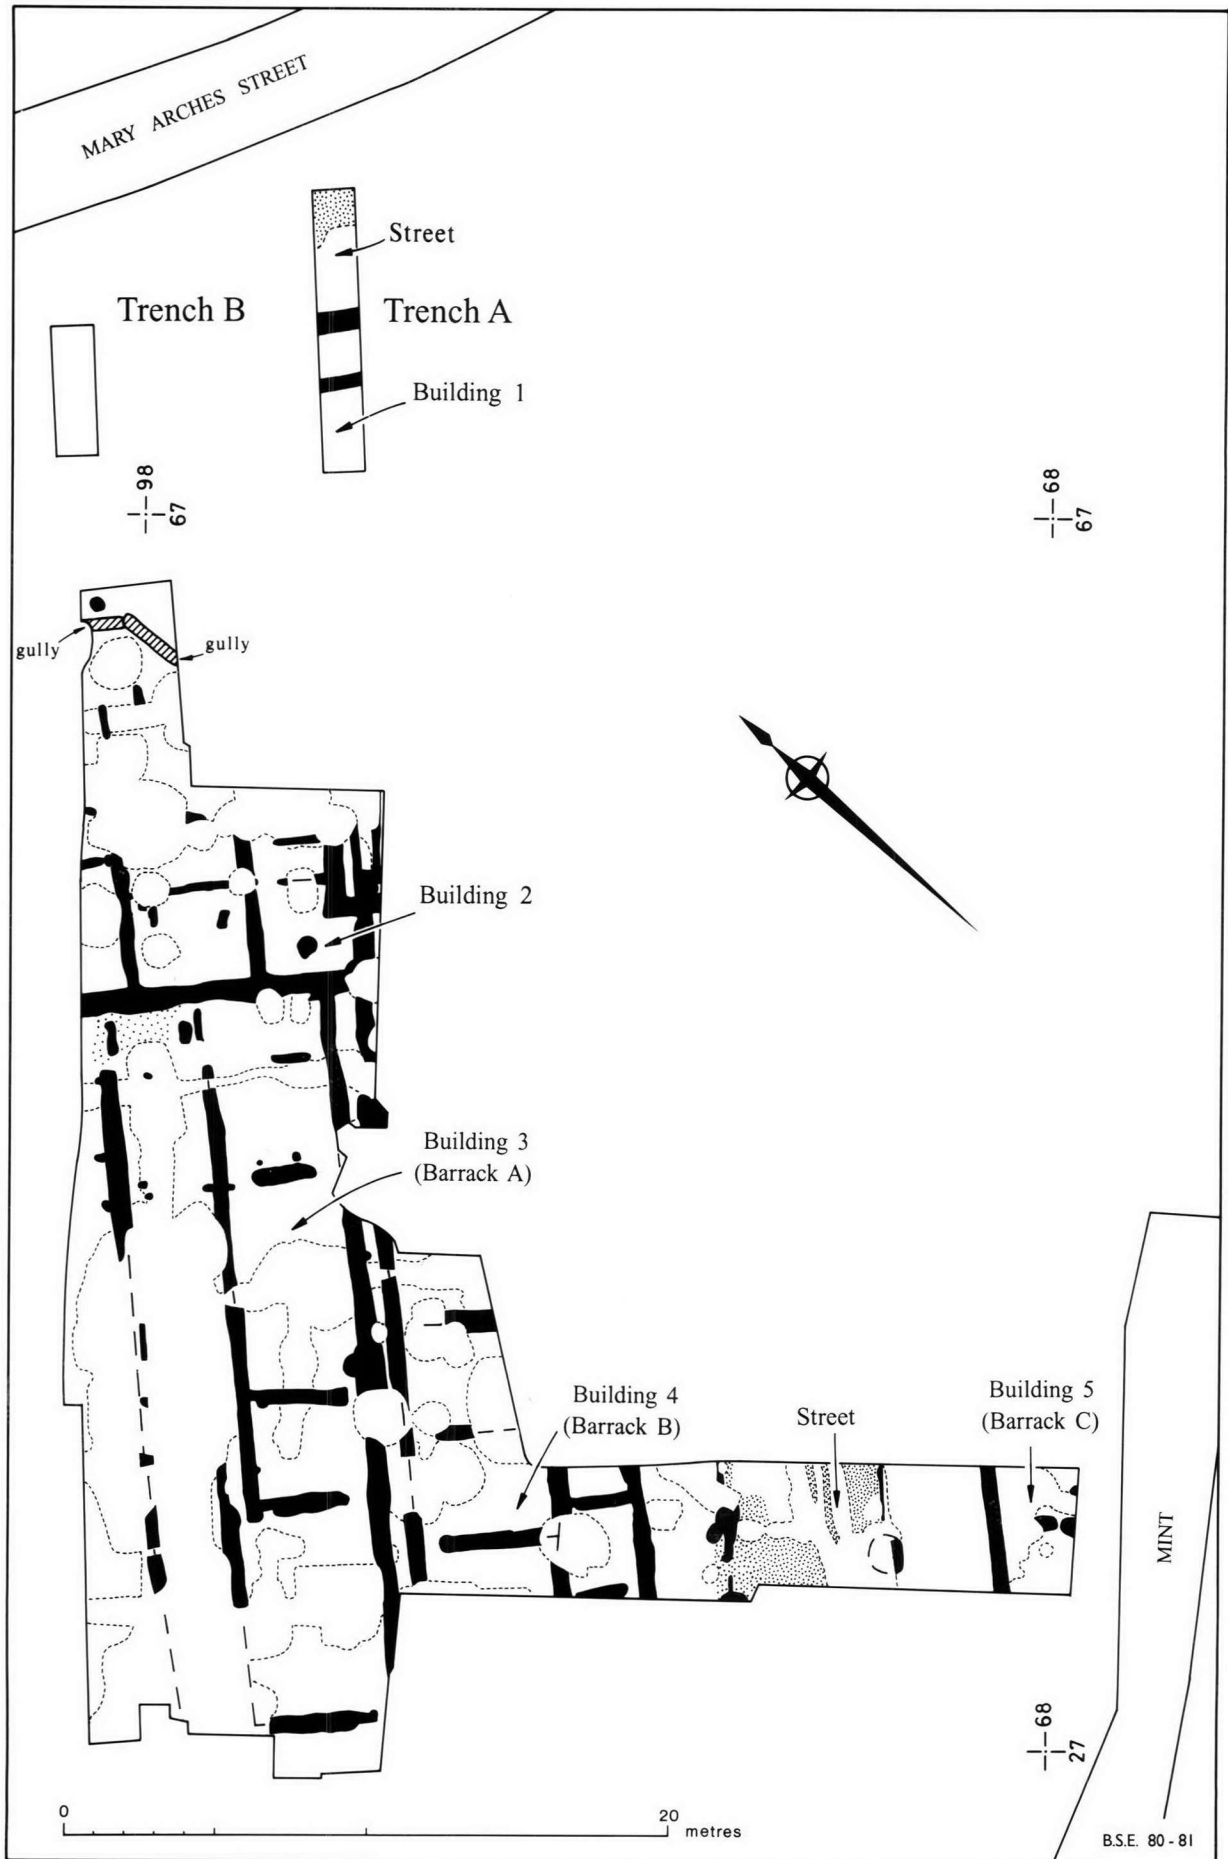 MARY ARCHES STREET
Street
Trench B
Trench A
Building 1
98
67
68
67
gully
gully
Building 2
Building 3
(Barrack A)
Building 4
(Barrack B)
Street
Building 5
(Barrack C)
MINT
68
27
0
20
metres
B.S.E. 80 - 81